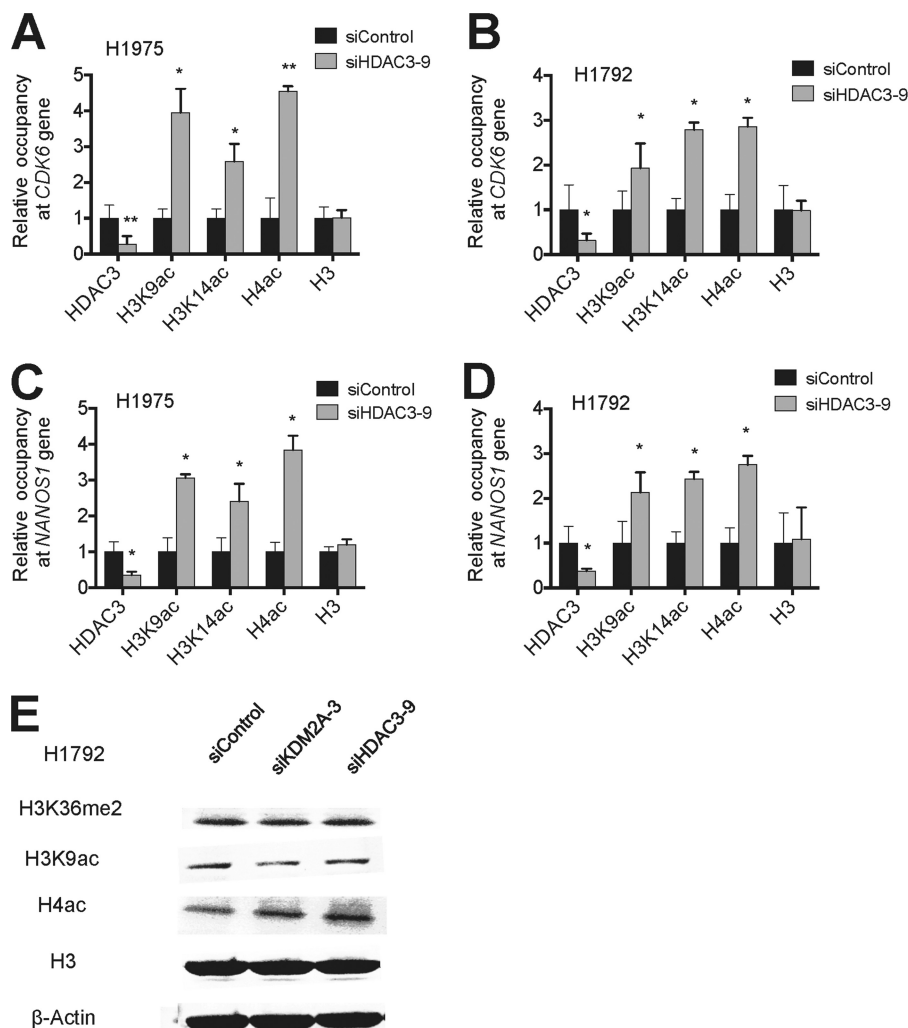 A
H1975
siControl
siHDAC3-9
Relative occupancy
at CDK6 gene
5
4
3
2
1
0
*
**
*
**
HDAC3
H3K9ac
H3K14ac
H4ac
H3
B
H1792
siControl
siHDAC3-9
Relative occupancy
at CDK6 gene
4
3
2
1
0
*
*
*
*
HDAC3
H3K9ac
H3K14ac
H4ac
H3
C
H1975
siControl
siHDAC3-9
Relative occupancy
at NANOS1 gene
5
4
3
2
1
0
*
*
*
*
HDAC3
H3K9ac
H3K14ac
H4ac
H3
D
H1792
siControl
siHDAC3-9
Relative occupancy
at NANOS1 gene
4
3
2
1
0
*
*
*
*
HDAC3
H3K9ac
H3K14ac
H4ac
H3
E
H1792
siControl
siKDM2A-3
siHDAC3-9
H3K36me2
H3K9ac
H4ac
H3
β-Actin